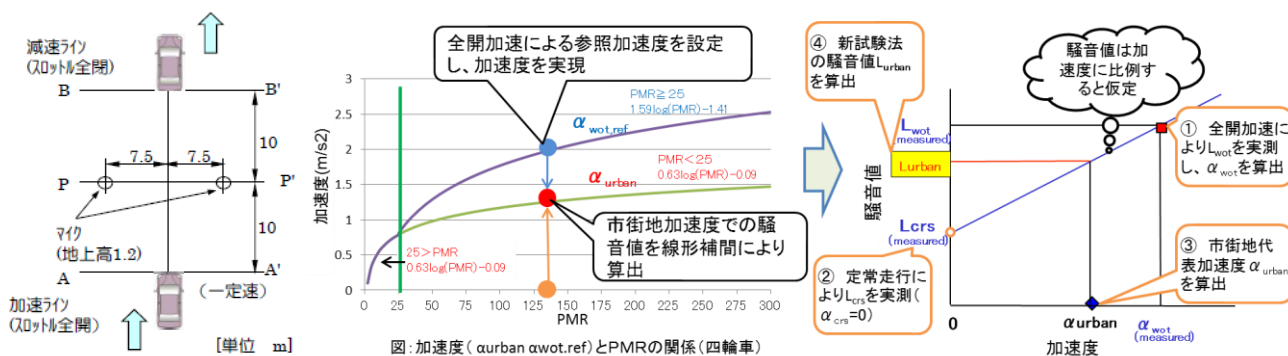 減速ライン
(スロットル全閉)
B
B'
7.5
7.5
10
P
P'
マイク
(地上高1.2)
10
A
A'
(一定速)
加速ライン
(スロットル全開)
[単位 m]
全開加速による参照加速度を設定
し、加速度を実現
加速度(m/s2)
3
2.5
2
1.5
1
0.5
0
PMR≧25
1.59log(PMR)-1.41
αwot,ref
PMR<25
0.63log(PMR)-0.09
αurban
25>PMR
0.63log(PMR)-0.09
市街地加速度での騒
音値を線形補間により
算出
0
25
50
75
100
125
150
175
200
225
250
275
300
PMR
図:加速度(αurban αwot.ref)とPMRの関係(四輪車)
④ 新試験法
の騒音値Lurban
を算出
騒音値は加
速度に比例す
ると仮定
Lwot
(measured)
Lurban
騒音値
Lcrs
(measured)
① 全開加速に
よりLwotを実測
し、αwotを算出
② 定常走行に
よりLcrsを実測(
αcrs=0)
③ 市街地代
表加速度αurban
を算出
0
αurban
αwot
(measured)
加速度